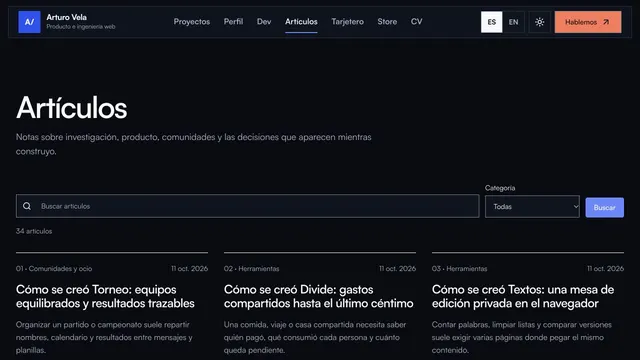 A/
Arturo Vela
Producto e ingeniería web
Proyectos
Perfil
Dev
Artículos
Tarjetero
Store
CV
ES
EN
Hablemos
Artículos
Notas sobre investigación, producto, comunidades y las decisiones que aparecen mientras
construyo.
Categoría
Buscar artículos
Todas
Buscar
34 artículos
01 · Comunidades y ocio
11 oct. 2026
Cómo se creó Torneo: equipos
equilibrados y resultados trazables
Organizar un partido o campeonato suele repartir
nombres, calendario y resultados entre mensajes y
planillas.
02 · Herramientas
11 oct. 2026
Cómo se creó Divide: gastos
compartidos hasta el último céntimo
Una comida, viaje o casa compartida necesita saber
quién pagó, qué consumió cada persona y cuánto
queda pendiente.
03 · Herramientas
11 oct. 2026
Cómo se creó Textos: una mesa de
edición privada en el navegador
Contar palabras, limpiar listas y comparar versiones
suele exigir varias páginas donde pegar el mismo
contenido.